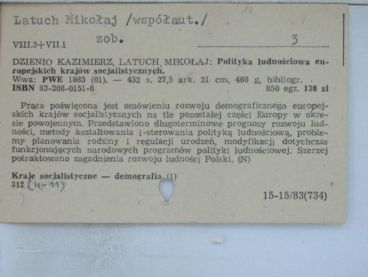 Latuch Mikołaj /współaut./
zob.
VIII.3+VII.1
3
DZIENIO KAZIMIERZ, LATUCH MIKOŁAJ: Polityka ludnościowa eu-
ropejskich krajów socjalistycznych.
Wwa: PWE 1983 (01). — 432 s. 27,5 ark. 21 cm, 460 g, bibliogr.
ISBN 83-208-0151-6 850 egz. 138 zł
Praca poświęcona jest omówieniu rozwoju demograficznego europej-
skich krajów socjalistycznych na tle pozostałej części Europy w okre-
sie powojennym. Przedstawiono długoterminowe prognozy rozwoju lud-
ności, metody kształtowania i sterowania polityką ludnościową, proble-
my planowania rodziny i regulacji urodzeń, modyfikacji dotychczas
funkcjonujących narodowych programów polityki ludnościowej. Szerzej
potraktowano zagadnienia rozwoju ludności Polski. (N)
Kraje socjalistyczne — demografia (1)
312 (4-11)
15-15/83(734)